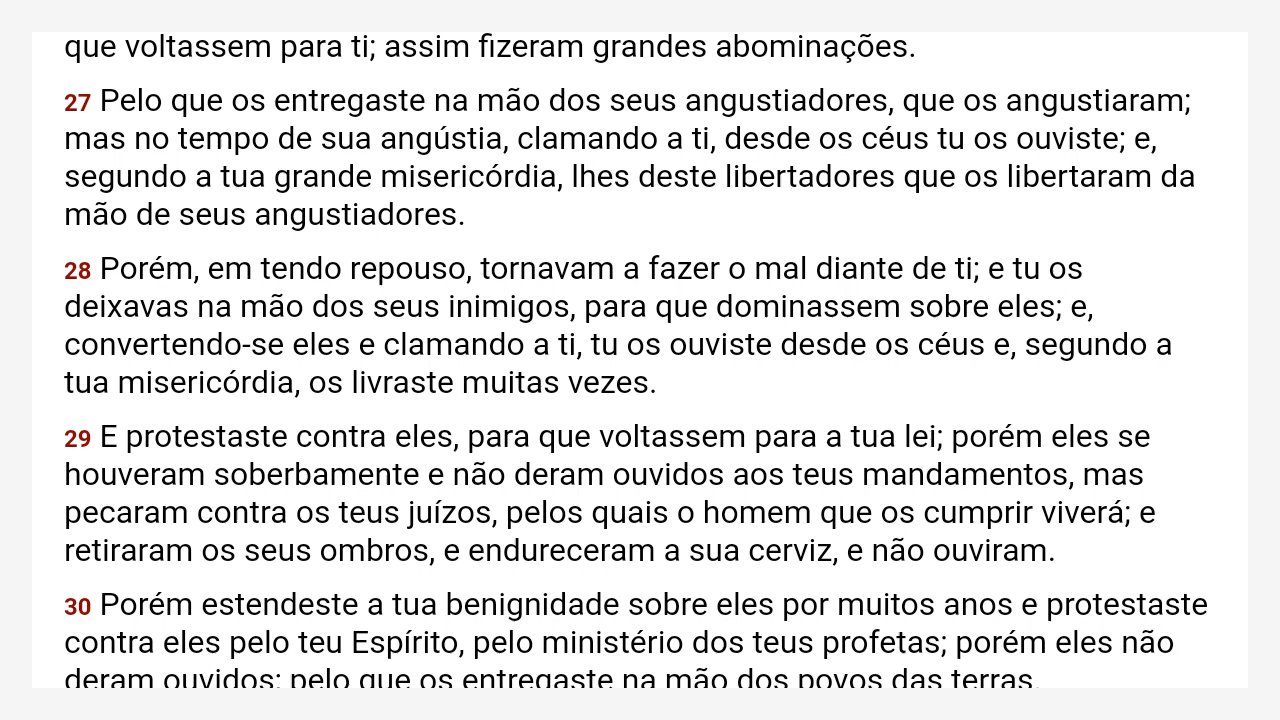 que voltassem para ti; assim fizeram grandes abominações.
27 Pelo que os entregaste na mão dos seus angustiadores, que os angustiaram;
mas no tempo de sua angústia, clamando a ti, desde os céus tu os ouviste; e,
segundo a tua grande misericórdia, lhes deste libertadores que os libertaram da
mão de seus angustiadores.
28 Porém, em tendo repouso, tornavam a fazer o mal diante de ti; e tu os
deixavas na mão dos seus inimigos, para que dominassem sobre eles; e,
convertendo-se eles e clamando a ti, tu os ouviste desde os céus e, segundo a
tua misericórdia, os livraste muitas vezes.
29 E protestaste contra eles, para que voltassem para a tua lei; porém eles se
houveram soberbamente e não deram ouvidos aos teus mandamentos, mas
pecaram contra os teus juízos, pelos quais o homem que os cumprir viverá; e
retiraram os seus ombros, e endureceram a sua cerviz, e não ouviram.
30 Porém estendeste a tua benignidade sobre eles por muitos anos e protestaste
contra eles pelo teu Espírito, pelo ministério dos teus profetas; porém eles não
deram ouvidos; pelo que os entregaste na mão dos povos das terras.